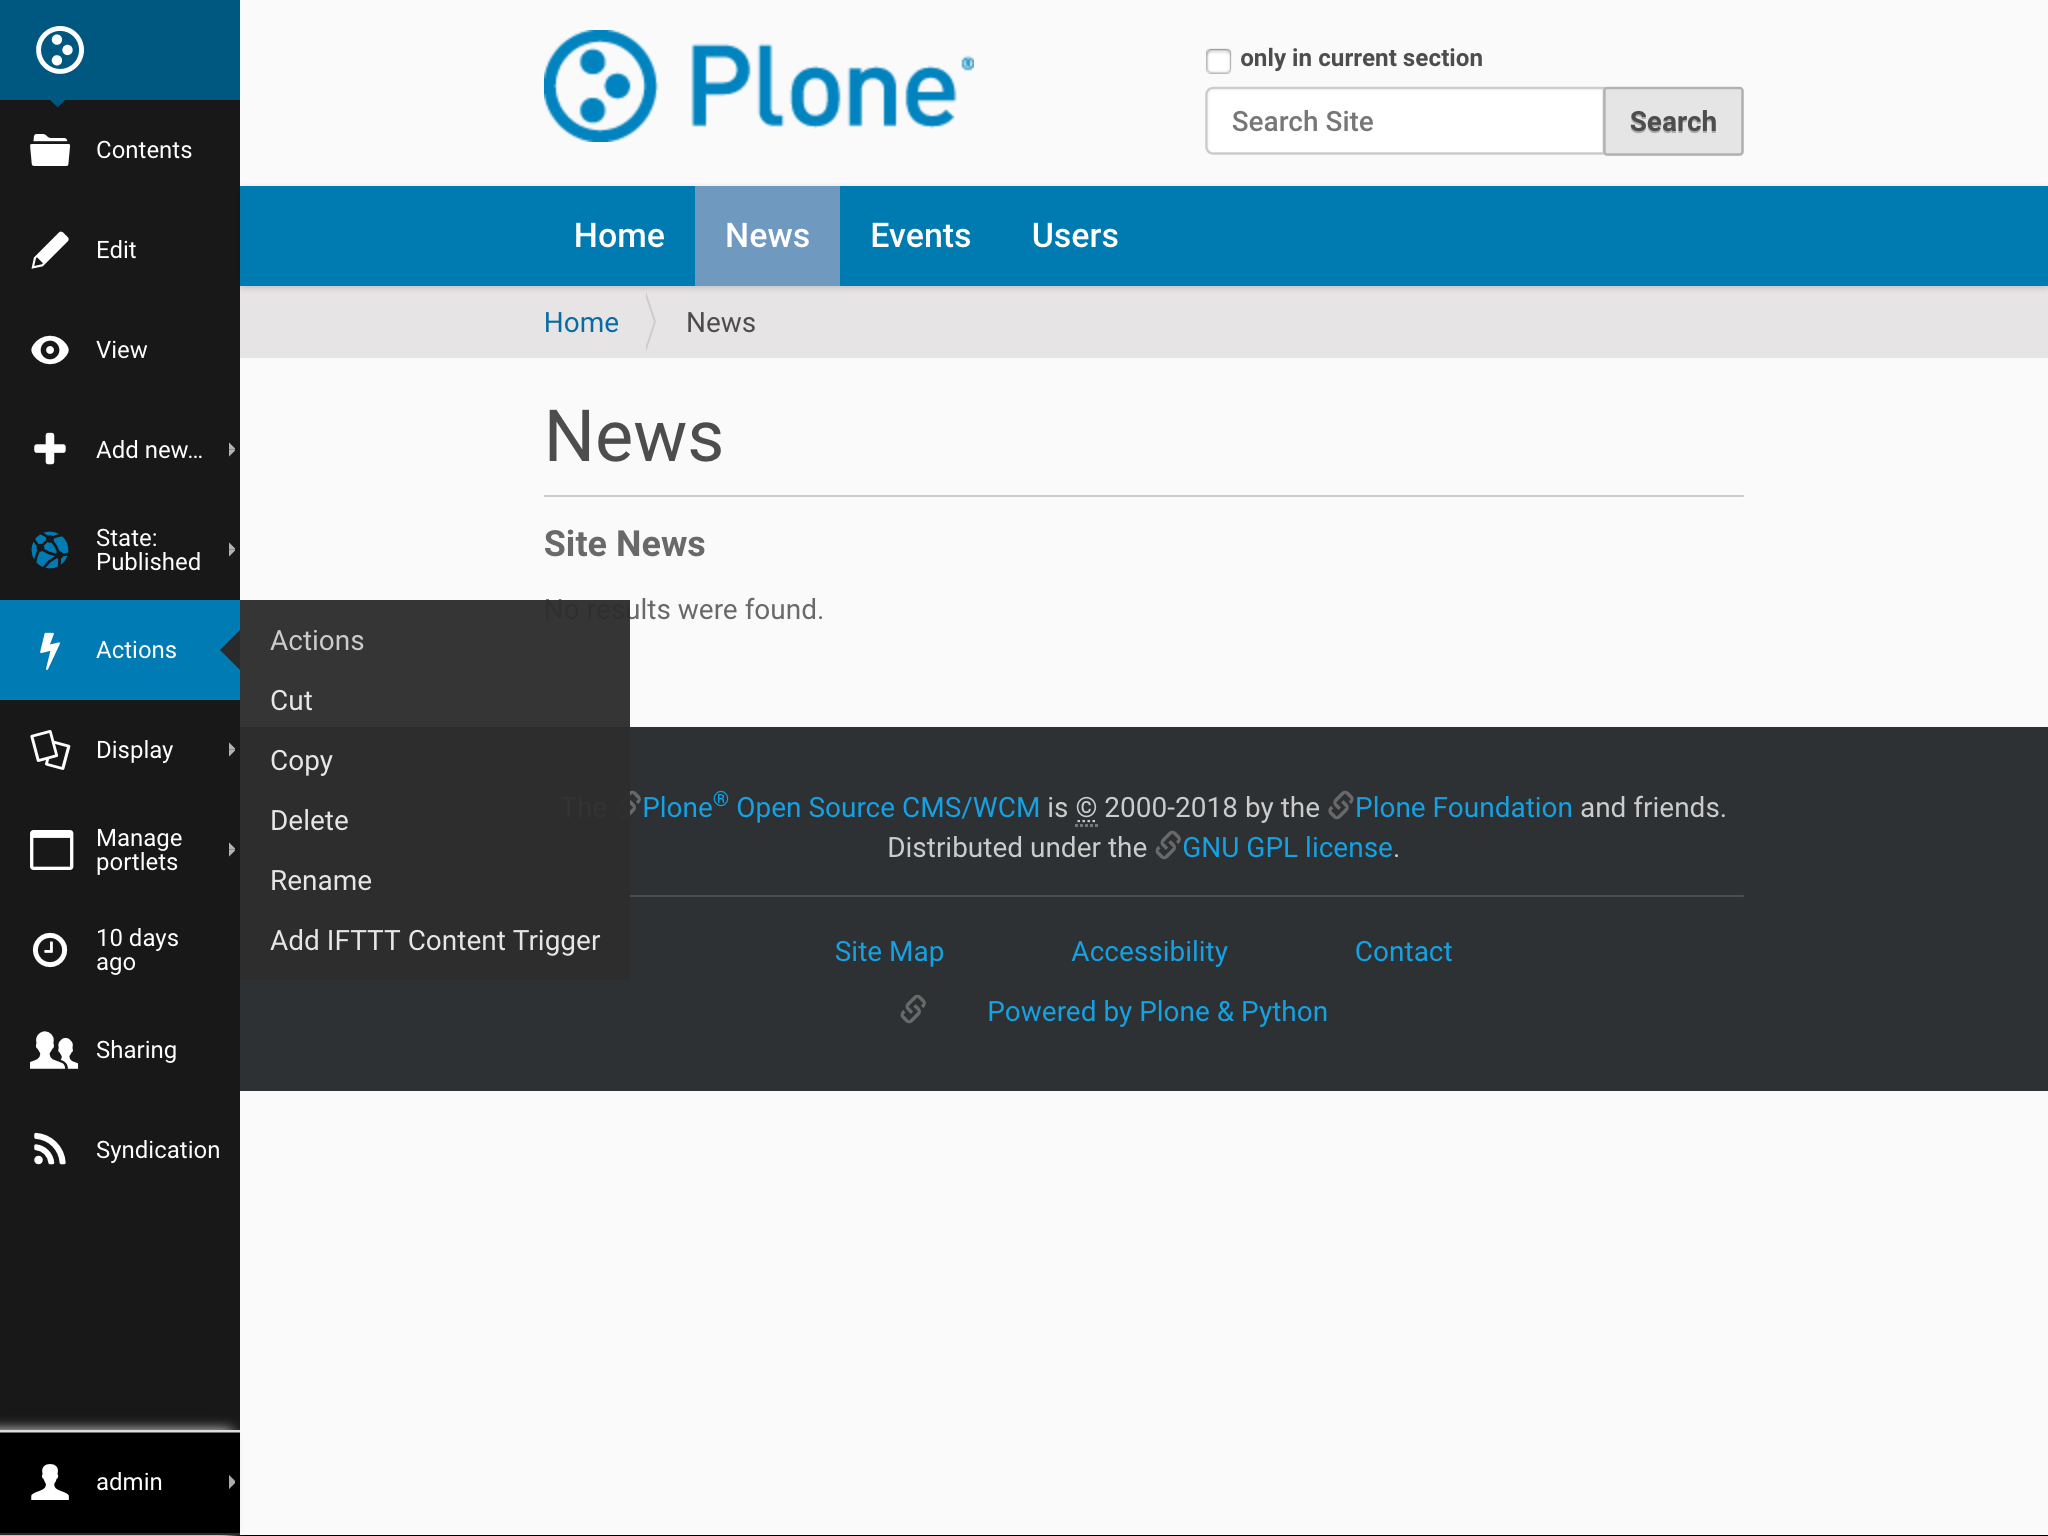 Contents
Edit
View
Add new...
State:
Published
Actions
Display
Manage
portlets
10 days
ago
Sharing
Syndication
admin
Actions
Cut
Copy
Delete
Rename
Add IFTTT Content Trigger
Plone®
only in current section
Search Site
Search
Home News Events Users
Home News
News
Site News
No results were found.
The Plone® Open Source CMS/WCM is © 2000-2018 by the Plone Foundation and friends.
Distributed under the GNU GPL license.
Site Map Accessibility Contact
Powered by Plone & Python